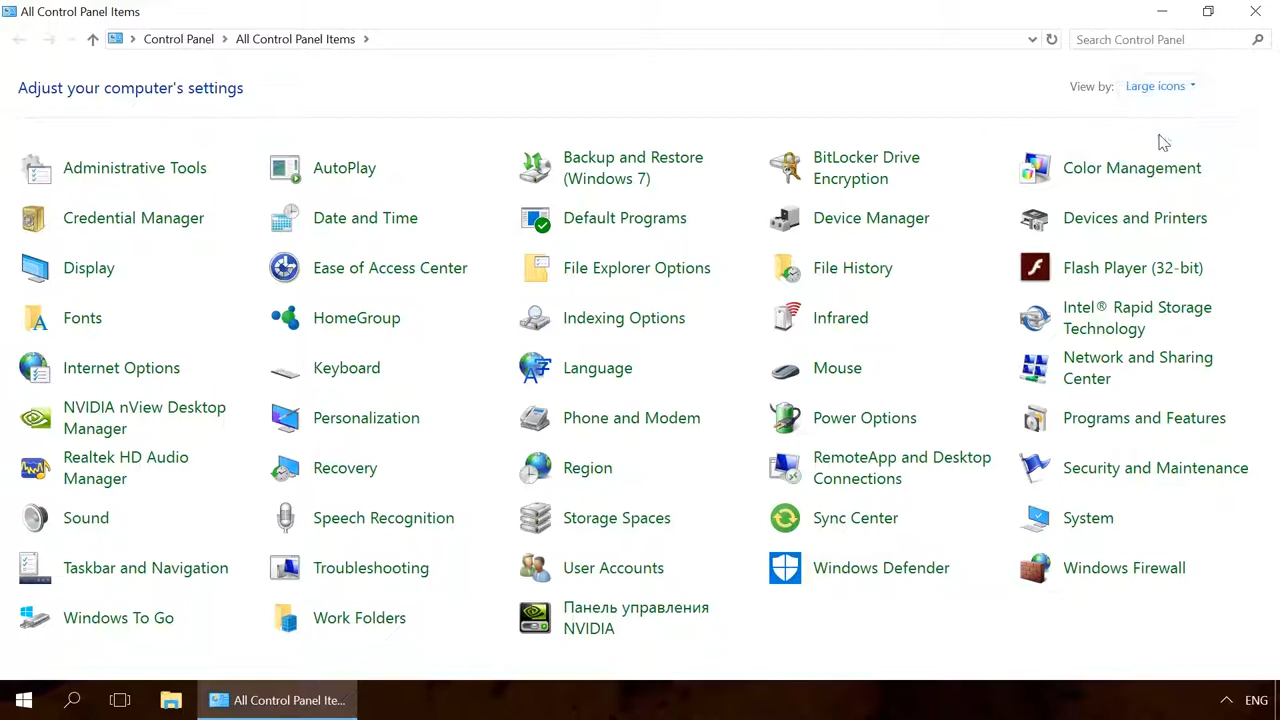 All Control Panel Items
Control Panel
All Control Panel Items
Search Control Panel
Adjust your computer's settings
View by:
Large icons
Administrative Tools
AutoPlay
Backup and Restore
(Windows 7)
BitLocker Drive
Encryption
Color Management
Credential Manager
Date and Time
Default Programs
Device Manager
Devices and Printers
Display
Ease of Access Center
File Explorer Options
File History
Flash Player (32-bit)
Fonts
HomeGroup
Indexing Options
Infrared
Intel® Rapid Storage
Technology
Internet Options
Keyboard
Language
Mouse
Network and Sharing
Center
NVIDIA nView Desktop
Manager
Personalization
Phone and Modem
Power Options
Programs and Features
Realtek HD Audio
Manager
Recovery
Region
RemoteApp and Desktop
Connections
Security and Maintenance
Sound
Speech Recognition
Storage Spaces
Sync Center
System
Taskbar and Navigation
Troubleshooting
User Accounts
Windows Defender
Windows Firewall
Windows To Go
Work Folders
Панель управления
NVIDIA
All Control Panel Ite...
ENG